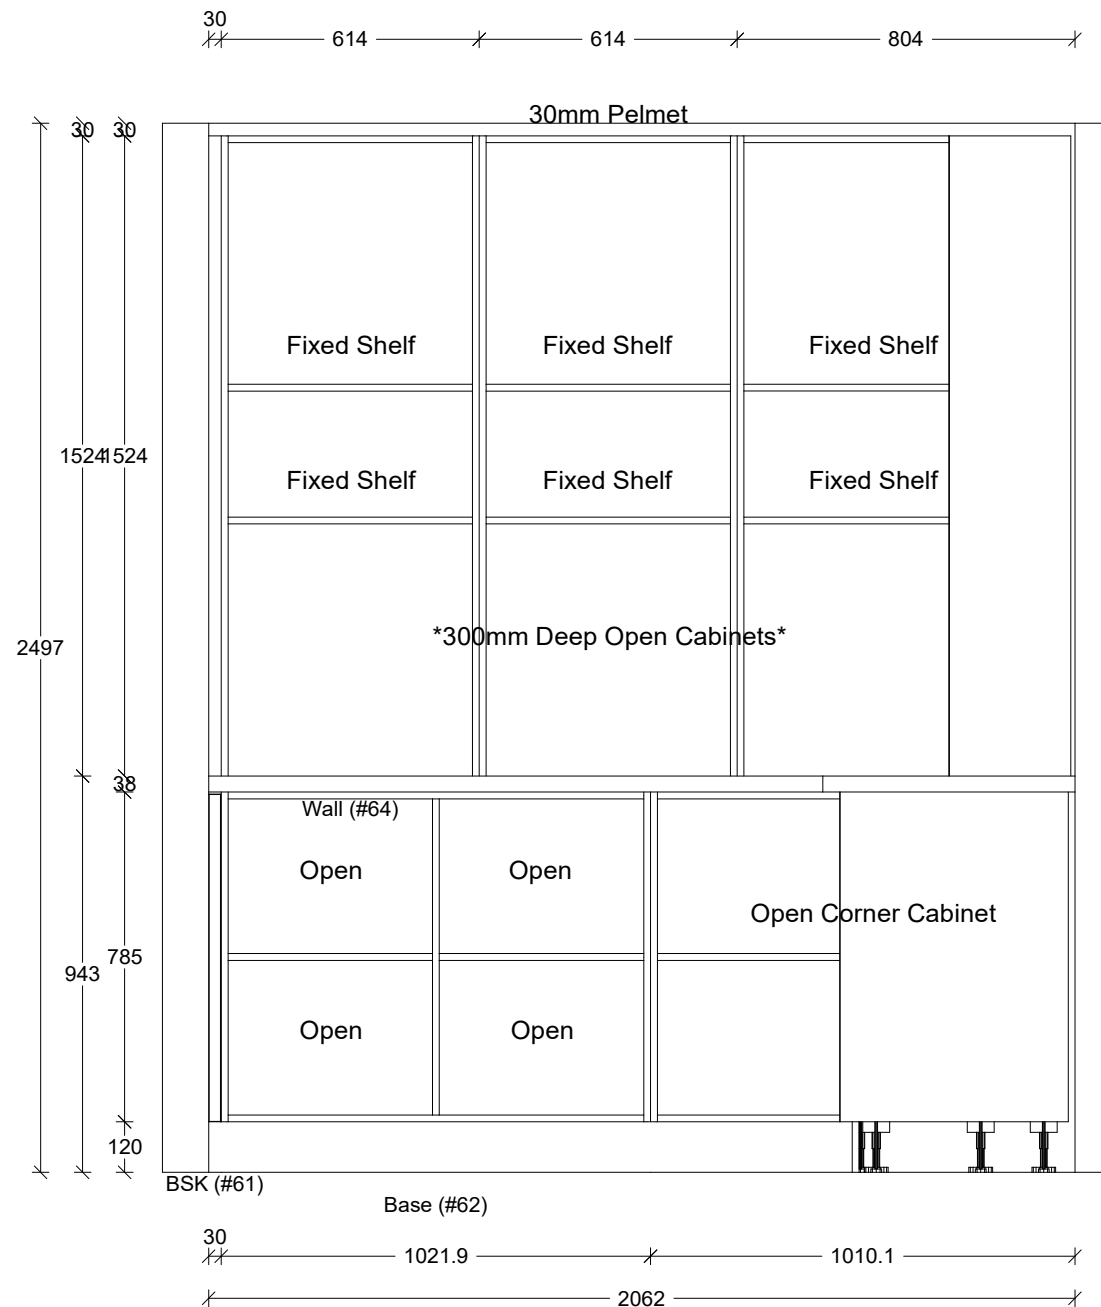 30
614 614 804
30mm Pelmet
30 30
Fixed Shelf Fixed Shelf Fixed Shelf
1524 1524
Fixed Shelf Fixed Shelf Fixed Shelf
*300mm Deep Open Cabinets*
2497
38
Wall (#64)
Open Open
Open Corner Cabinet
785
943
Open Open
120
BSK (#61)
Base (#62)
30
1021.9 1010.1
2062